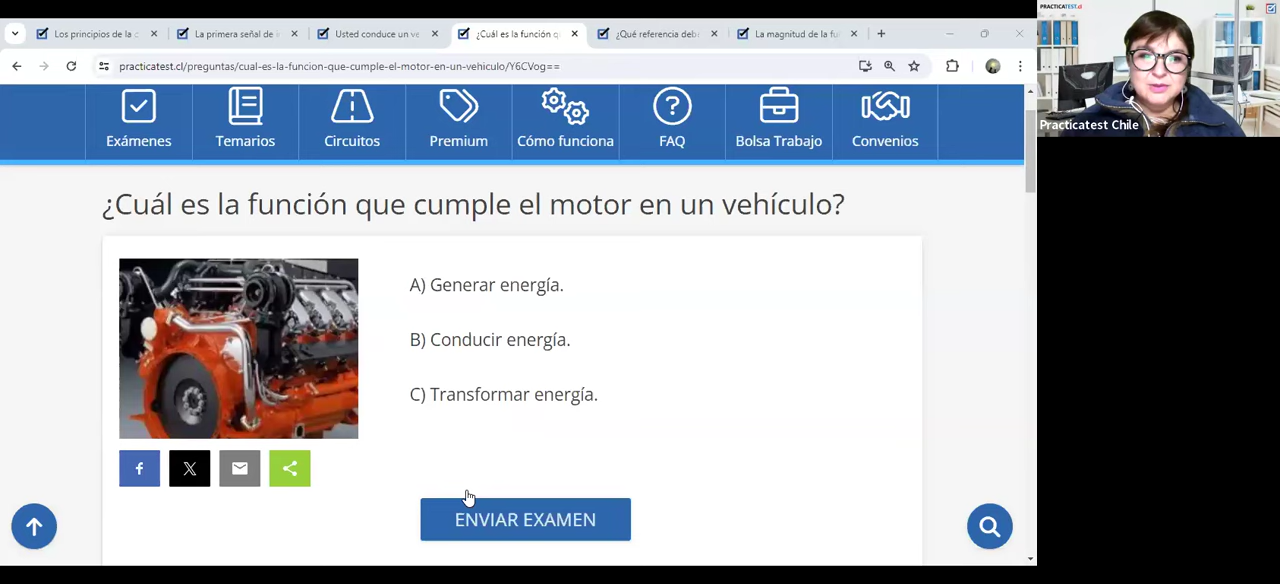 PRACTICATEST.cl
Los principios de la c
La primera señal de i
Usted conduce un ve
¿Cuál es la función q
¿Qué referencia deb
La magnitud de la fu
practicatest.cl/preguntas/cual-es-la-funcion-que-cumple-el-motor-en-un-vehiculo/Y6CVog==
Exámenes
Temarios
Circuitos
Premium
Cómo funciona
FAQ
Bolsa Trabajo
Convenios
Practicatest Chile
¿Cuál es la función que cumple el motor en un vehículo?
A) Generar energía.
B) Conducir energía.
C) Transformar energía.
ENVIAR EXAMEN